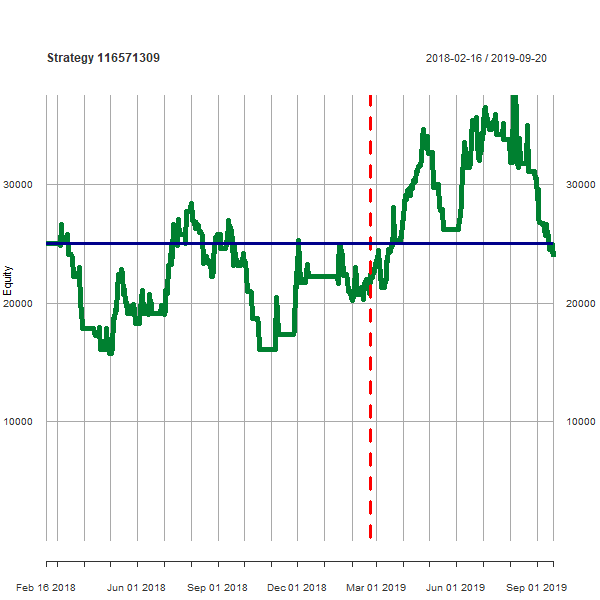 Strategy 116571309 2018-02-16 / 2019-09-20
30000 30000
Equity
20000 20000
10000 10000
Feb 16 2018 Jun 01 2018 Sep 01 2018 Dec 01 2018 Mar 01 2019 Jun 01 2019 Sep 01 2019